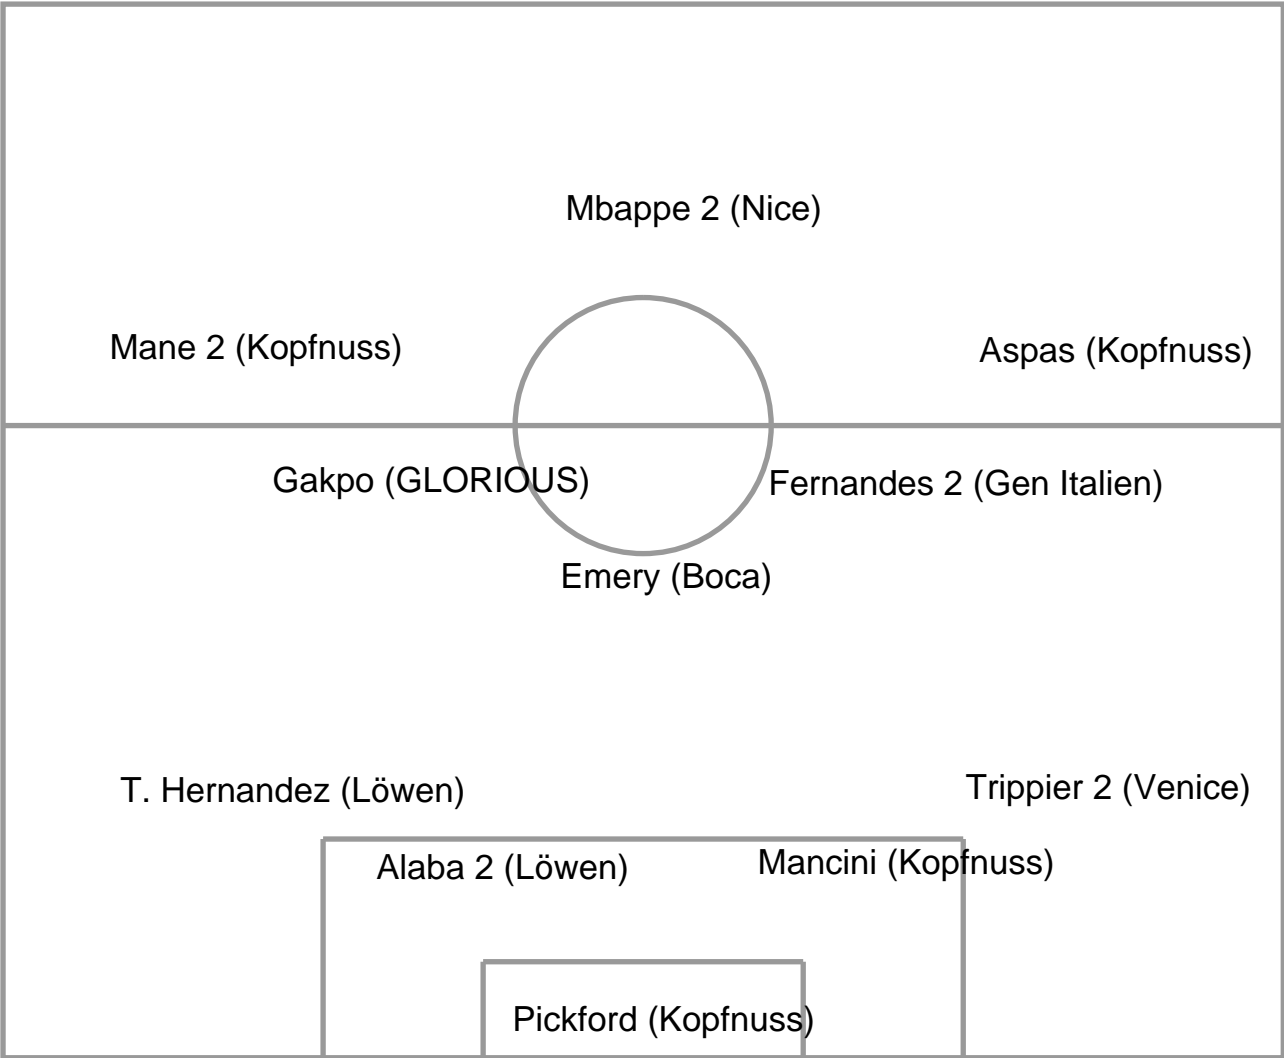 Mbappe 2 (Nice)
Mane 2 (Kopfnuss)
Aspas (Kopfnuss)
Gakpo (GLORIOUS)
Fernandes 2 (Gen Italien)
Emery (Boca)
T. Hernandez (Löwen)
Trippier 2 (Venice)
Alaba 2 (Löwen)
Mancini (Kopfnuss)
Pickford (Kopfnuss)